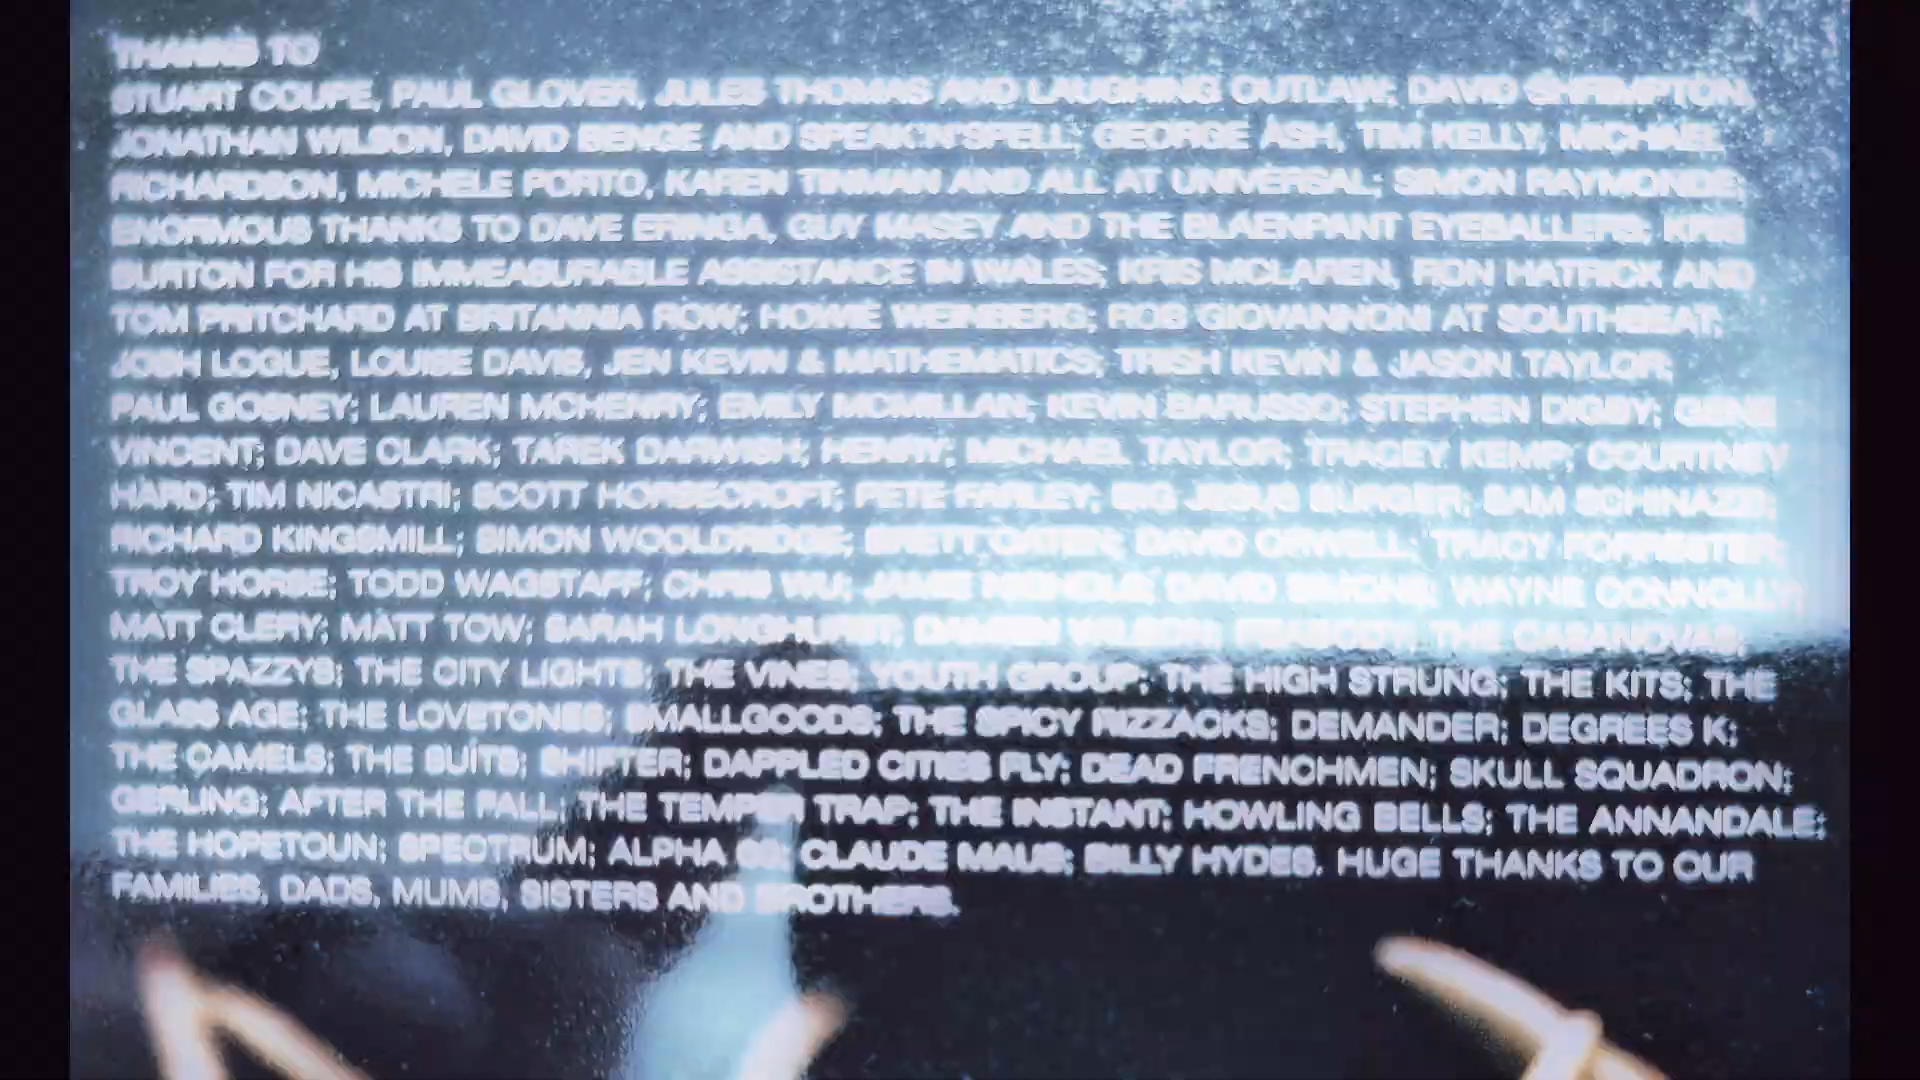 THANKS TO
STUART COUPE, PAUL GLOVER, JULES THOMAS AND LAUGHING OUTLAW; DAVID SHRIMPTON,
JONATHAN WILSON, DAVID BENGE AND SPEAK'N'SPELL; GEORGE ASH, TIM KELLY, MICHAEL
RICHARDSON, MICHELE PORTO, KAREN TINMAN AND ALL AT UNIVERSAL; SIMON RAYMONDE;
ENORMOUS THANKS TO DAVE ERINGA, GUY MASEY AND THE BLAENPANT EYEBALLERS; KRIS
BURTON FOR HIS IMMEASURABLE ASSISTANCE IN WALES; KRIS MCLAREN, RON HATRICK AND
TOM PRITCHARD AT BRITANNIA ROW; HOWIE WEINBERG; ROB GIOVANNONI AT SOUTHBEAT;
JOSH LOGUE, LOUISE DAVIS, JEN KEVIN & MATHEMATICS; TRISH KEVIN & JASON TAYLOR;
PAUL GOSNEY; LAUREN MCHENRY; EMILY MCMILLAN; KEVIN BARUSSO; STEPHEN DIGBY; GENE
VINCENT; DAVE CLARK; TAREK DARWISH; HENRY; MICHAEL TAYLOR; TRACEY KEMP; COURTNEY
HARD; TIM NICASTRI; SCOTT HORSECROFT; PETE FARLEY; BIG JESUS BURGER; SAM SCHINAZZI;
RICHARD KINGSMILL; SIMON WOOLDRIDGE; BRETT OATEN; DAVID ORWELL; TRACY FORRESTER;
TROY HORSE; TODD WAGSTAFF; CHRIS WU; JAMIE NICHOLS; DAVID SIMONS; WAYNE CONNOLLY;
MATT CLERY; MATT TOW; SARAH LONGHURST; DAMIEN WILSON; PEABODY; THE CASANOVAS;
THE SPAZZYS; THE CITY LIGHTS; THE VINES; YOUTH GROUP; THE HIGH STRUNG; THE KITS; THE
GLASS AGE; THE LOVETONES; SMALLGOODS; THE SPICY RIZZACKS; DEMANDER; DEGREES K;
THE CAMELS; THE SUITS; SHIFTER; DAPPLED CITIES FLY; DEAD FRENCHMEN; SKULL SQUADRON;
GERLING; AFTER THE FALL; THE TEMPER TRAP; THE INSTANT; HOWLING BELLS; THE ANNANDALE;
THE HOPETOUN; SPECTRUM; ALPHA CLAUDE MAUS; BILLY HYDES. HUGE THANKS TO OUR
FAMILIES, DADS, MUMS, SISTERS AND BROTHERS.